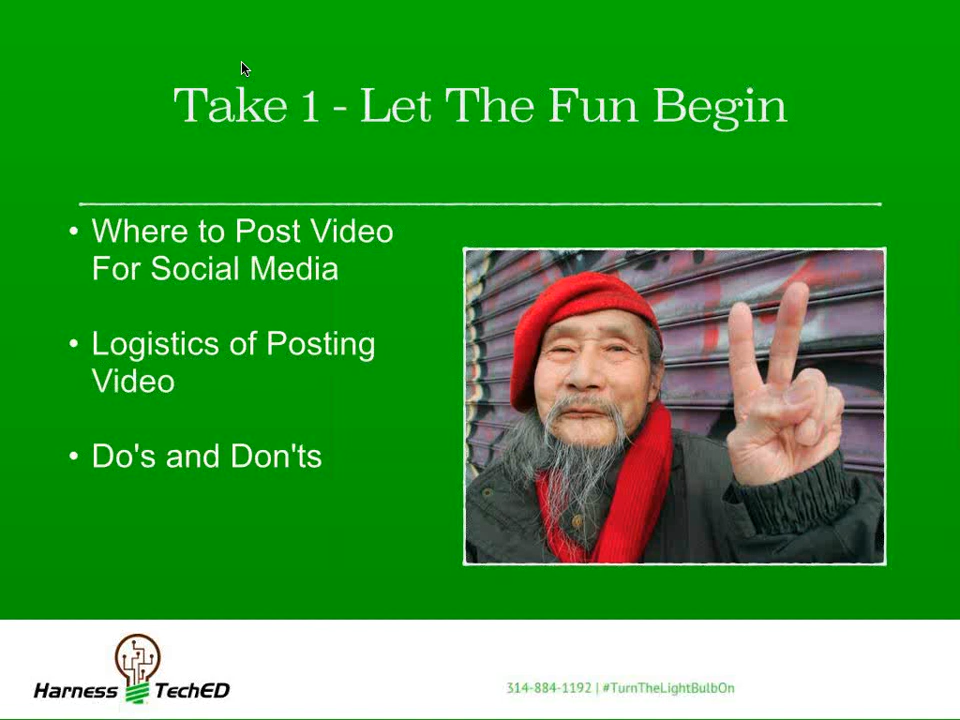 Take 1 - Let The Fun Begin
• Where to Post Video
For Social Media
• Logistics of Posting
Video
• Do's and Don'ts
Harness TechED
314-884-1192 | #TurnTheLightBulbOn